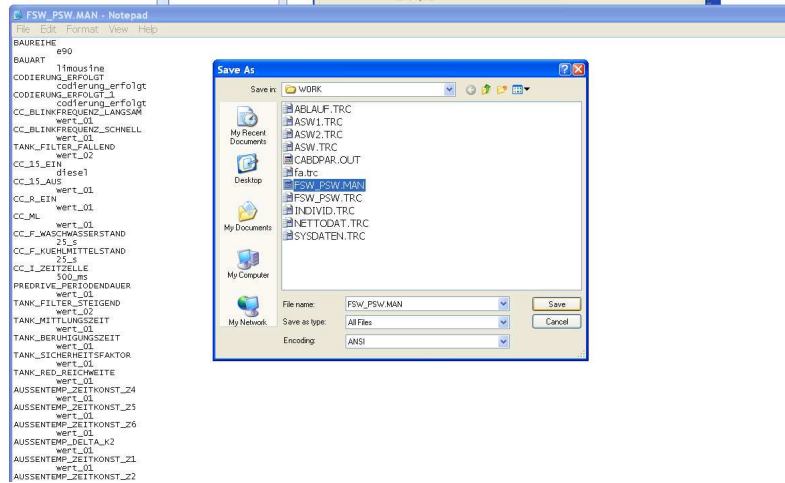 FSW_PSW.MAN - Notepad
File Edit Format View Help
BAUREIHE
e90
BAUART
limousine
CODIERUNG_ERFOLGT
codierung_erfolgt
CODIERUNG_ERFOLGT_1
codierung_erfolgt
CC_BLINKFREQUENZ_LANGSAM
wert_01
CC_BLINKFREQUENZ_SCHNELL
wert_01
TANK_FILTER_FALLEND
wert_02
CC_15_EIN
diesel
CC_15_AUS
wert_01
CC_R_EIN
wert_01
CC_ML
wert_01
CC_F_WASCHWASSERSTAND
25_s
CC_F_KUEHLMITTELSTAND
25_s
CC_I_ZEITZELLE
500_ms
PREDRIVE_PERIODENDAUER
wert_01
TANK_FILTER_STEIGEND
wert_02
TANK_MITTLUNGSZEIT
wert_01
TANK_BERUHIGUNGSZEIT
wert_01
TANK_SICHERHEITSFAKTOR
wert_01
TANK_RED_REICHWEITE
wert_01
AUSSENTEMP_ZEITKONST_Z4
wert_01
AUSSENTEMP_ZEITKONST_Z5
wert_01
AUSSENTEMP_ZEITKONST_Z6
wert_01
AUSSENTEMP_DELTA_K2
wert_01
AUSSENTEMP_ZEITKONST_Z1
wert_01
AUSSENTEMP_ZEITKONST_Z2
Save As
Save in:
WORK
My Recent
Documents
Desktop
My Documents
My Computer
My Network
ABLAUF.TRC
ASW1.TRC
ASW2.TRC
ASW.TRC
CABDPAR.OUT
fa.trc
FSW_PSW.MAN
FSW_PSW.TRC
INDIVID.TRC
NETTODAT.TRC
SYSDATEN.TRC
File name:
FSW_PSW.MAN
Save
Save as type:
All Files
Cancel
Encoding:
ANSI